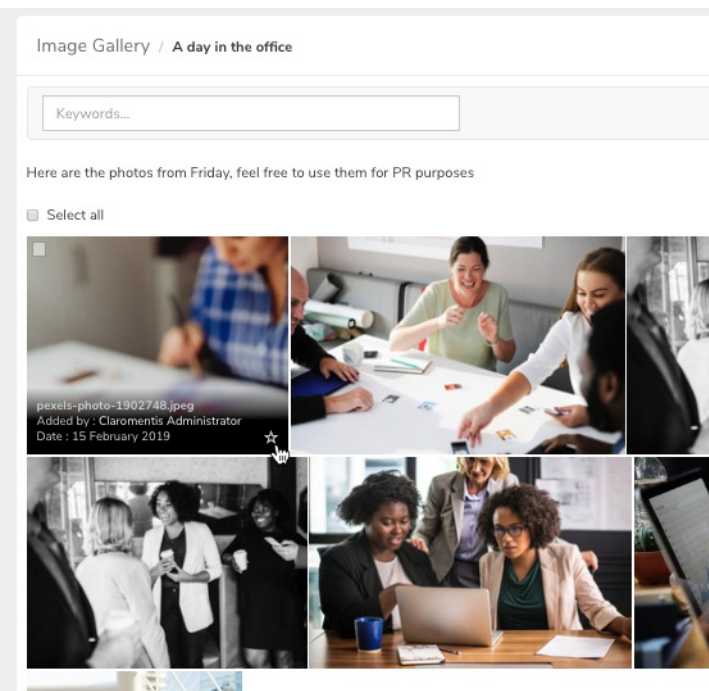 Image Gallery / A day in the office
Keywords...
Here are the photos from Friday, feel free to use them for PR purposes
Select all
pexels-photo-1902748.jpeg
Added by : Claromentis Administrator
Date : 15 February 2019